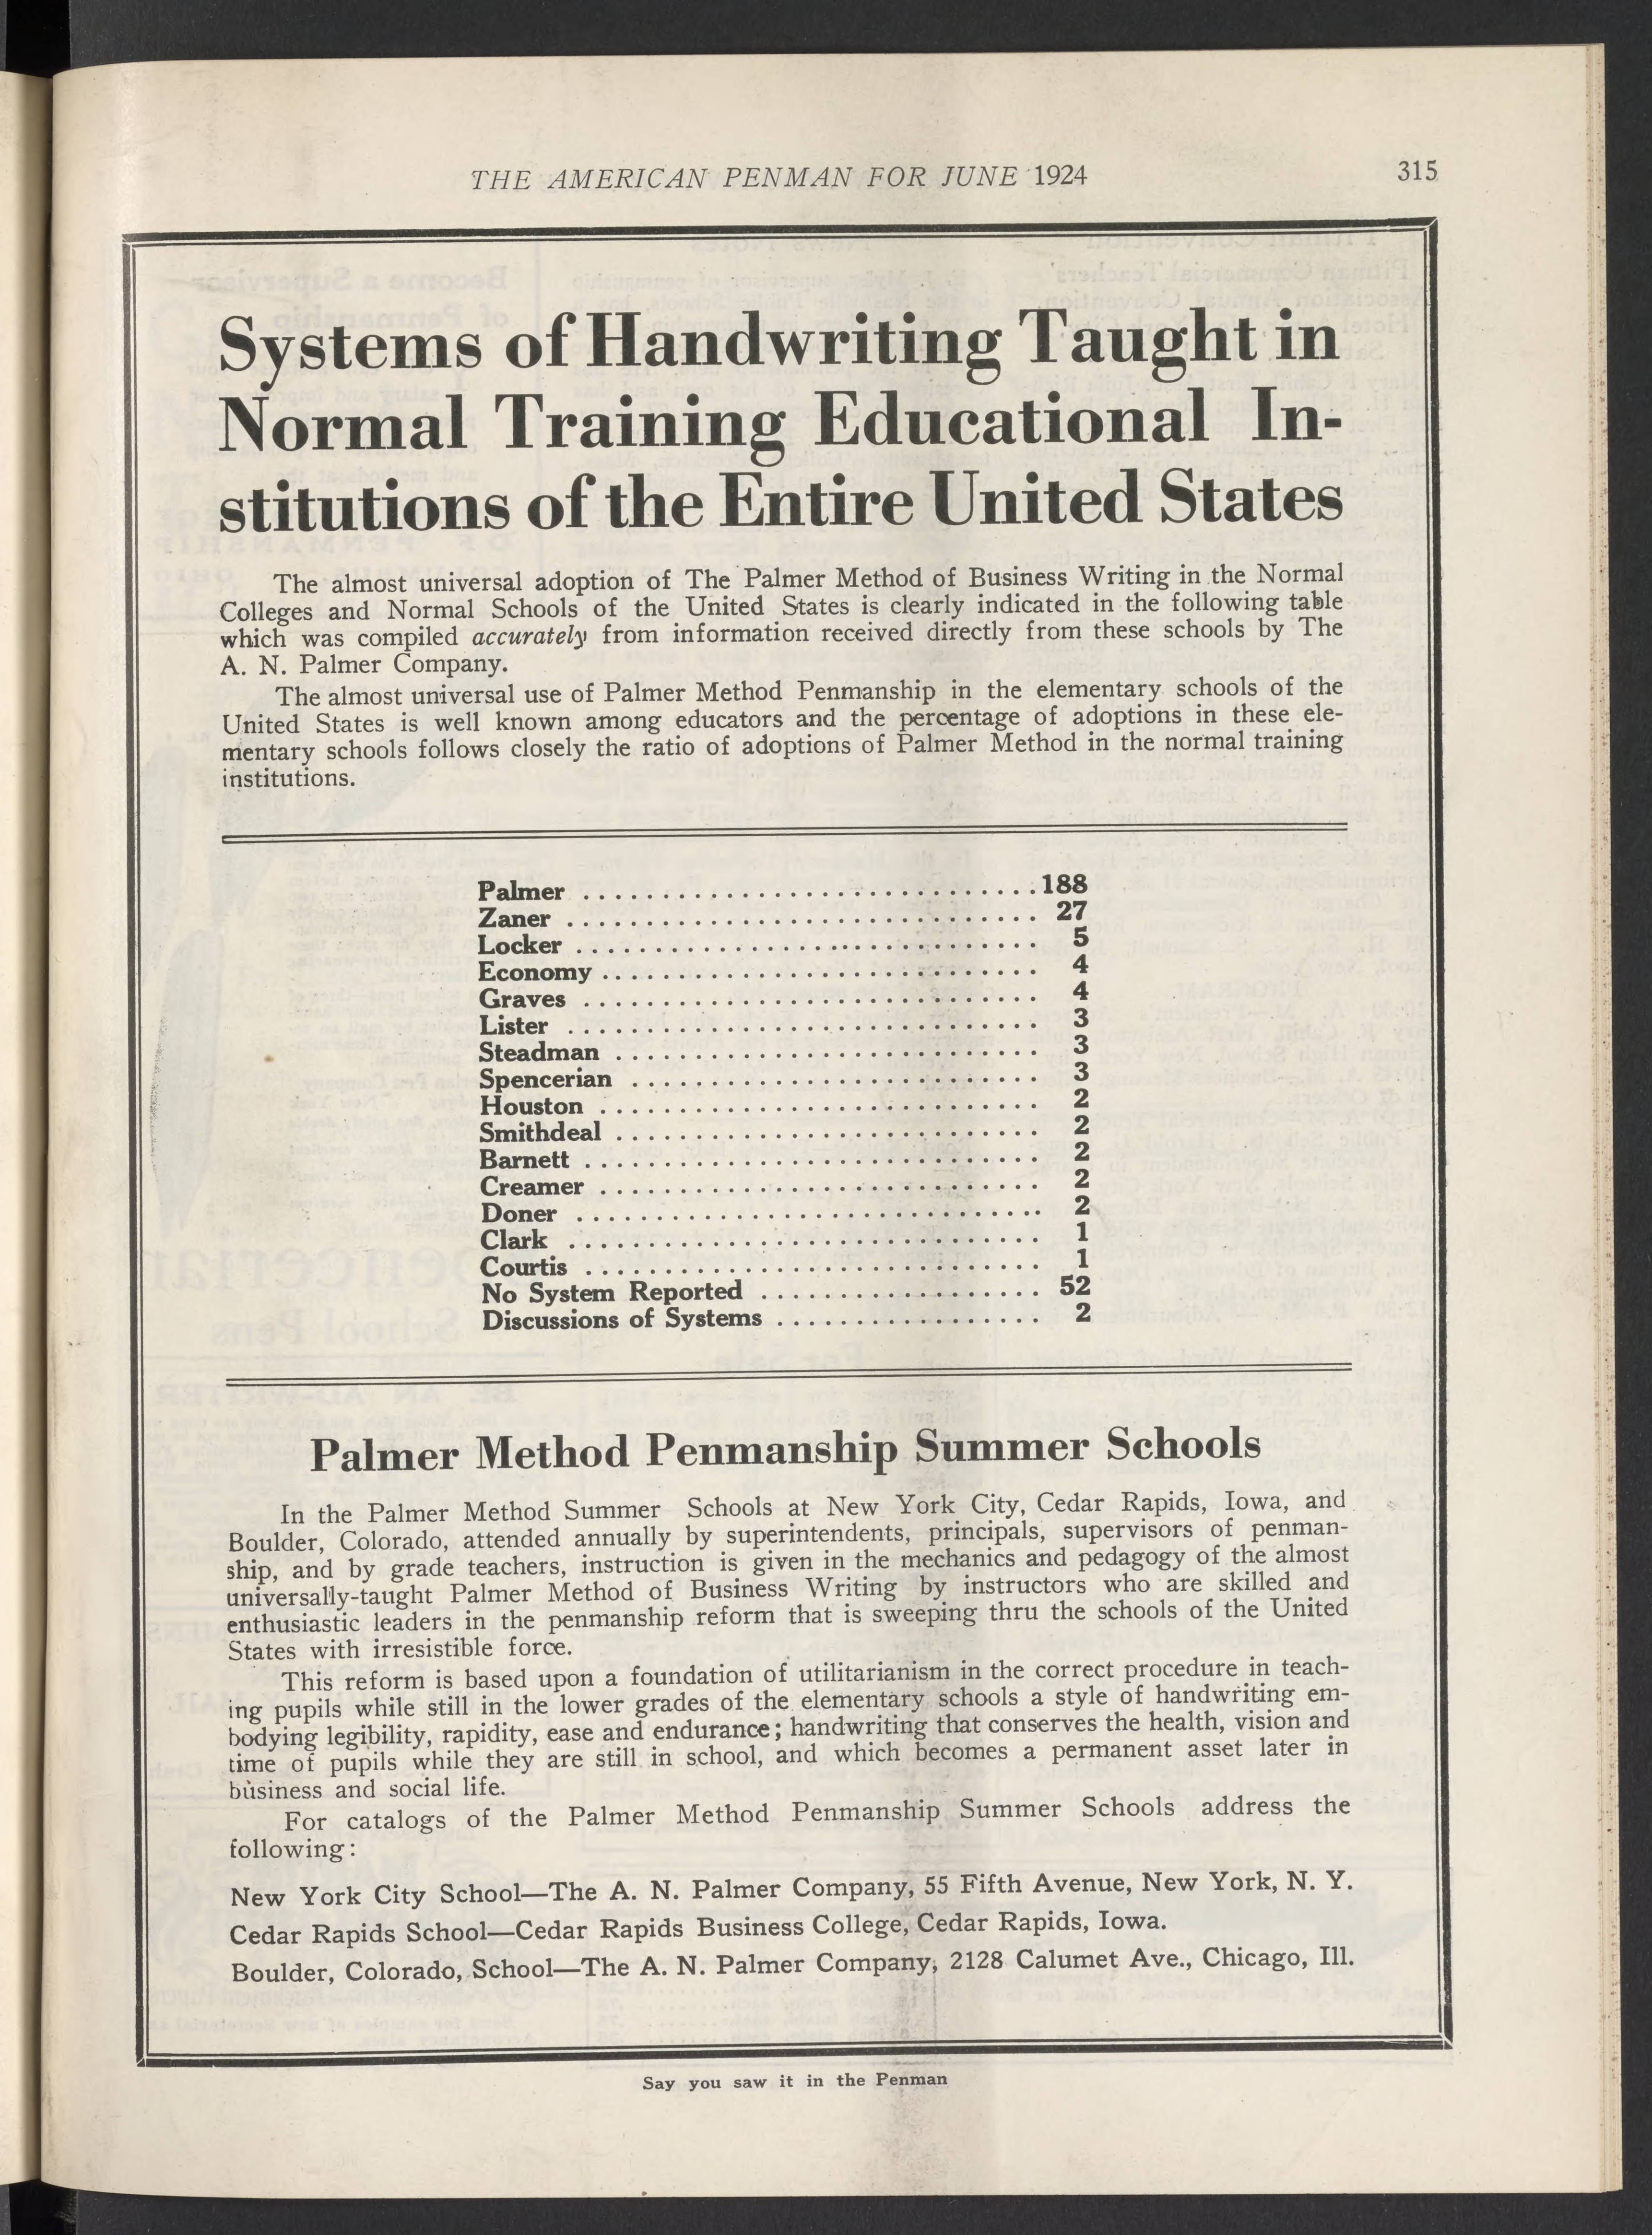 THE AMERICAN PENMAN FOR JUNE 1924
315
Systems of Handwriting Taught in
Normal Training Educational In-
stitutions of the Entire United States
The almost universal adoption of The Palmer Method of Business Writing in the Normal
Colleges and Normal Schools of the United States is clearly indicated in the following table
which was compiled accurately from information received directly from these schools by The
A. N. Palmer Company.
The almost universal use of Palmer Method Penmanship in the elementary schools of the
United States is well known among educators and the percentage of adoptions in these ele-
mentary schools follows closely the ratio of adoptions of Palmer Method in the normal training
institutions.
Palmer .............................188
Zaner .............................. 27
Locker ............................. 5
Economy ............................ 4
Graves ............................. 4
Lister .............................. 3
Steadman ........................... 3
Spencerian .......................... 3
Houston ............................ 2
Smithdeal ........................... 2
Barnett ............................. 2
Creamer ............................ 2
Doner .............................. 2
Clark .............................. 1
Courtis ............................. 1
No System Reported .................. 52
Discussions of Systems ................. 2
Palmer Method Penmanship Summer Schools
In the Palmer Method Summer Schools at New York City, Cedar Rapids, Iowa, and
Boulder, Colorado, attended annually by superintendents, principals, supervisors of penman-
ship, and by grade teachers, instruction is given in the mechanics and pedagogy of the almost
universally-taught Palmer Method of Business Writing by instructors who are skilled and
enthusiastic leaders in the penmanship reform that is sweeping thru the schools of the United
States with irresistible force.
This reform is based upon a foundation of utilitarianism in the correct procedure in teach-
ing pupils while still in the lower grades of the elementary schools a style of handwriting em-
bodying legibility, rapidity, ease and endurance; handwriting that conserves the health, vision and
time of pupils while they are still in school, and which becomes a permanent asset later in
business and social life.
For catalogs of the Palmer Method Penmanship Summer Schools address the
following:
New York City School—The A. N. Palmer Company, 55 Fifth Avenue, New York, N. Y.
Cedar Rapids School—Cedar Rapids Business College, Cedar Rapids, Iowa.
Boulder, Colorado, School—The A. N. Palmer Company, 2128 Calumet Ave., Chicago, Ill.
Say you saw it in the Penman